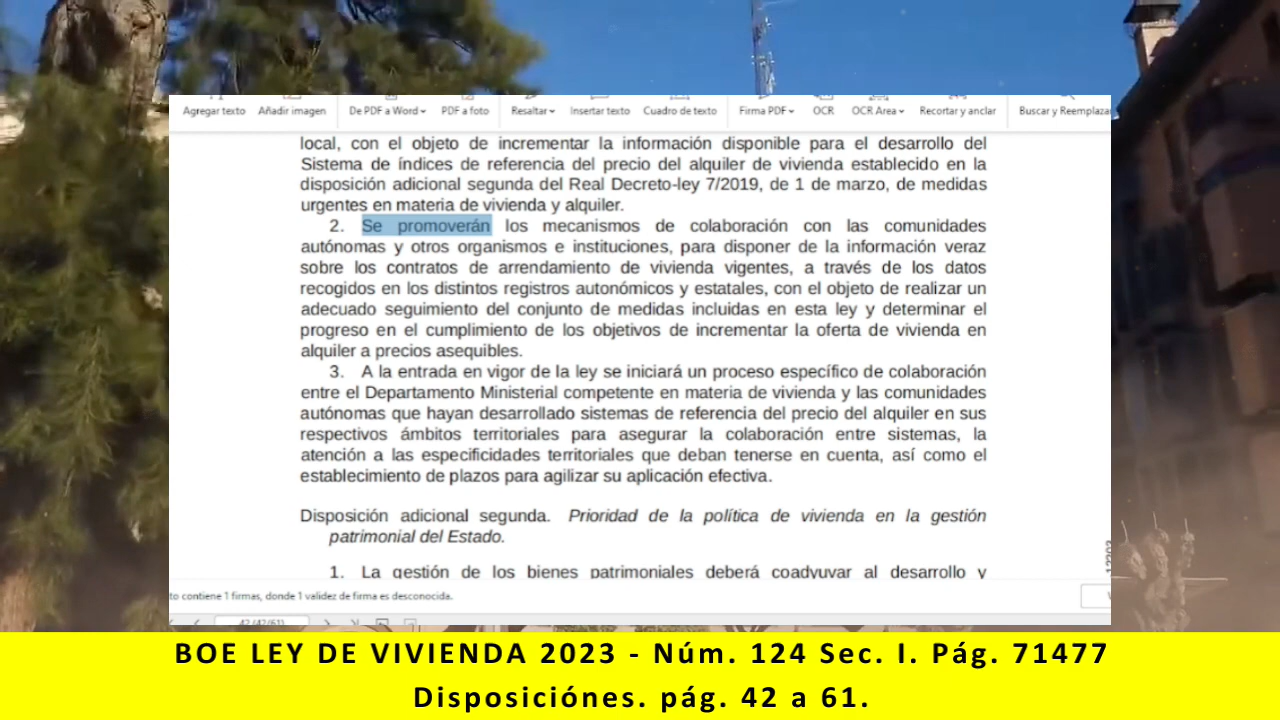 Agregar texto Añadir imagen De PDF a Word PDF a foto Resaltar Insertar texto Cuadro de texto Firma PDF OCR OCR Area Recortar y anclar Buscar y Reemplaza
local, con el objeto de incrementar la información disponible para el desarrollo del
Sistema de índices de referencia del precio del alquiler de vivienda establecido en la
disposición adicional segunda del Real Decreto-ley 7/2019, de 1 de marzo, de medidas
urgentes en materia de vivienda y alquiler.
2. Se promoverán los mecanismos de colaboración con las comunidades
autónomas y otros organismos e instituciones, para disponer de la información veraz
sobre los contratos de arrendamiento de vivienda vigentes, a través de los datos
recogidos en los distintos registros autonómicos y estatales, con el objeto de realizar un
adecuado seguimiento del conjunto de medidas incluidas en esta ley y determinar el
progreso en el cumplimiento de los objetivos de incrementar la oferta de vivienda en
alquiler a precios asequibles.
3. A la entrada en vigor de la ley se iniciará un proceso específico de colaboración
entre el Departamento Ministerial competente en materia de vivienda y las comunidades
autónomas que hayan desarrollado sistemas de referencia del precio del alquiler en sus
respectivos ámbitos territoriales para asegurar la colaboración entre sistemas, la
atención a las especificidades territoriales que deban tenerse en cuenta, así como el
establecimiento de plazos para agilizar su aplicación efectiva.
Disposición adicional segunda. Prioridad de la política de vivienda en la gestión
patrimonial del Estado.
1. La gestión de los bienes patrimoniales deberá coadyuvar al desarrollo y
to contiene 1 firmas, donde 1 validez de firma es desconocida.
42 (42/61)
BOE LEY DE VIVIENDA 2023 - Núm. 124 Sec. I. Pág. 71477
Disposiciónes. pág. 42 a 61.